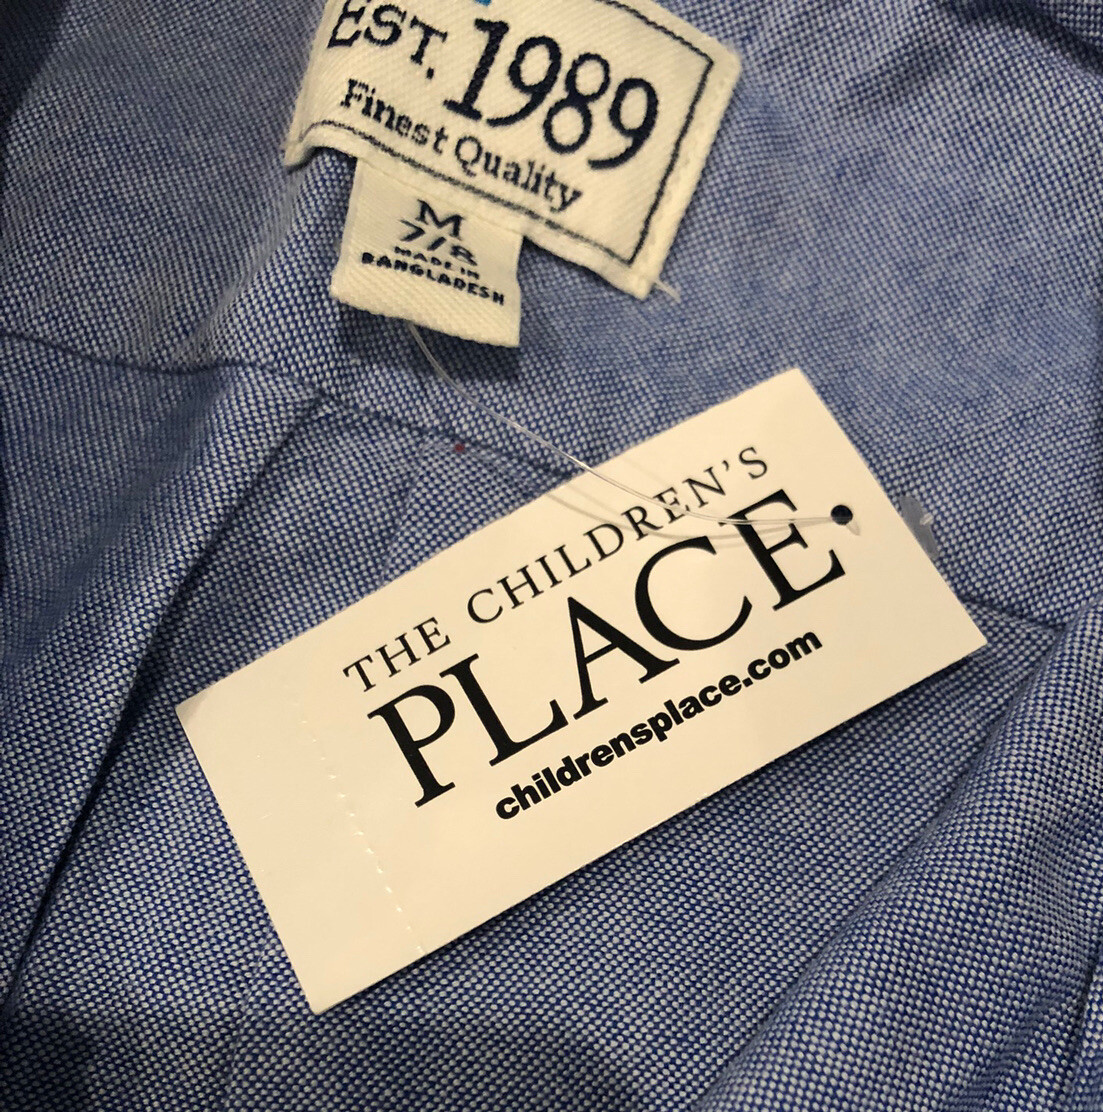 EST. 1989
Finest Quality
M
7/8
MADE IN
BANGLADESH
THE CHILDREN'S
PLACE
childrensplace.com